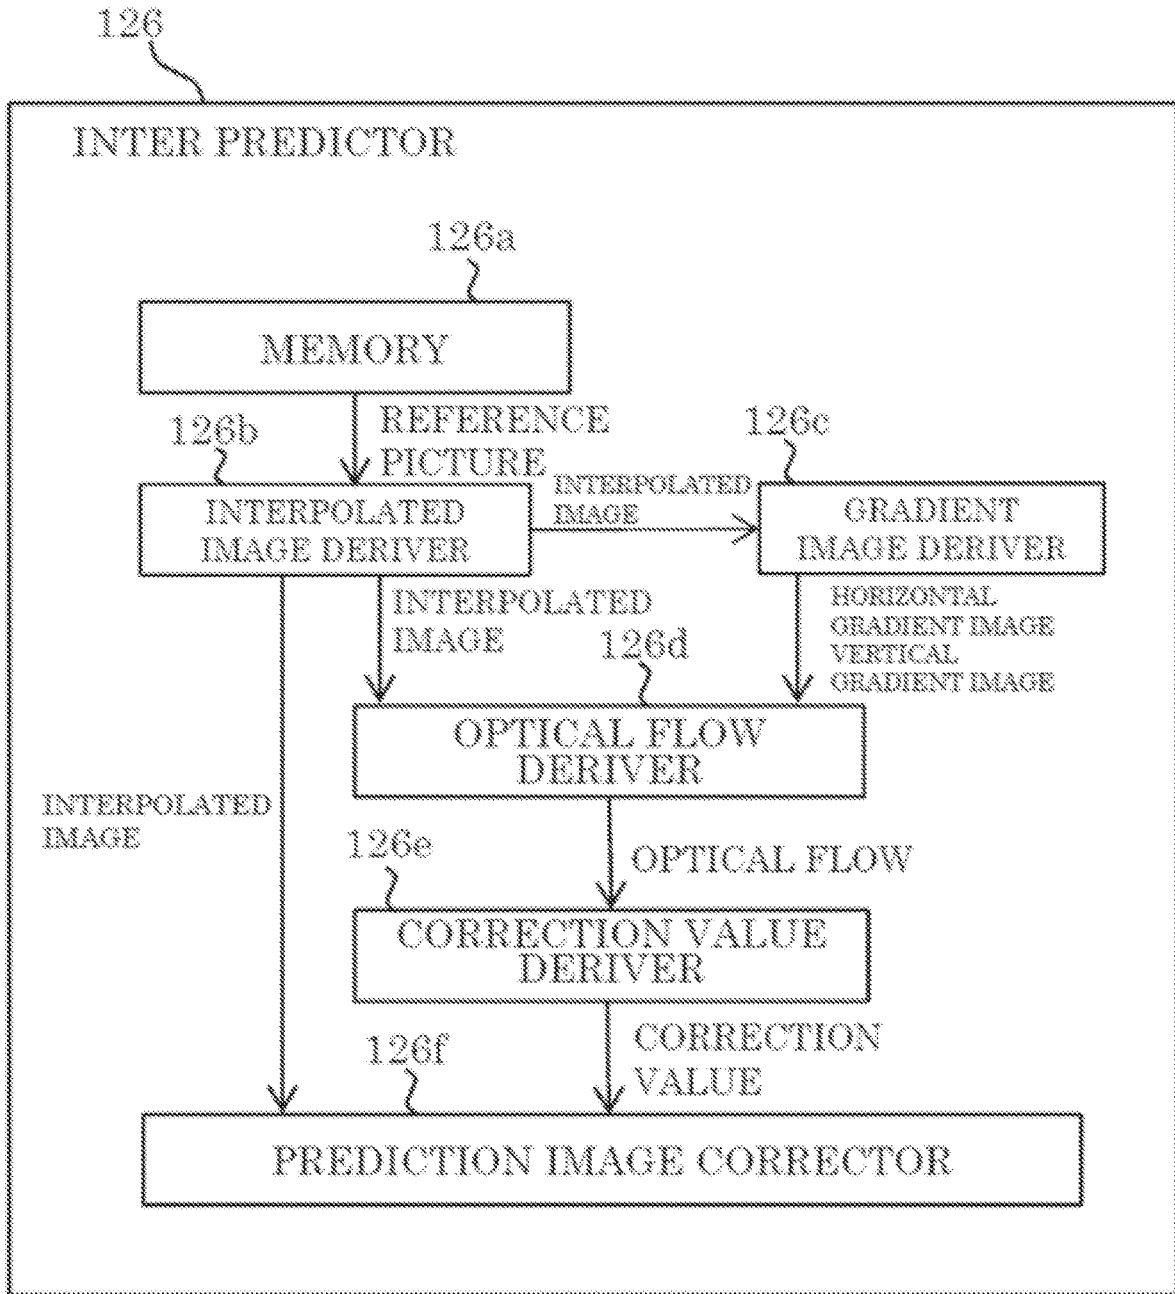 126
INTER PREDICTOR
126a
MEMORY
REFERENCE
PICTURE
126b
INTERPOLATED
IMAGE DERIVER
INTERPOLATED
IMAGE
126c
GRADIENT
IMAGE DERIVER
INTERPOLATED
IMAGE
HORIZONTAL
GRADIENT IMAGE
VERTICAL
GRADIENT IMAGE
126d
OPTICAL FLOW
DERIVER
INTERPOLATED
IMAGE
OPTICAL FLOW
126e
CORRECTION VALUE
DERIVER
CORRECTION
VALUE
126f
PREDICTION IMAGE CORRECTOR